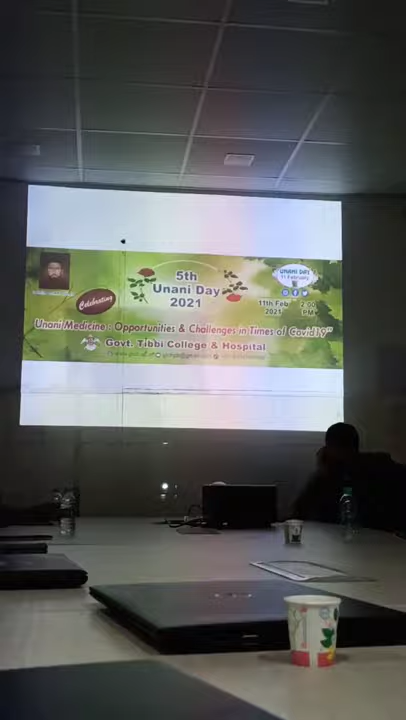 Celebrating
5th
Unani Day
2021
UNANI DAY
11 February
11th Feb
2021
2:00
PM
Unani Medicine : Opportunities & Challenges in Times of Covid19"
Govt. Tibbi College & Hospital